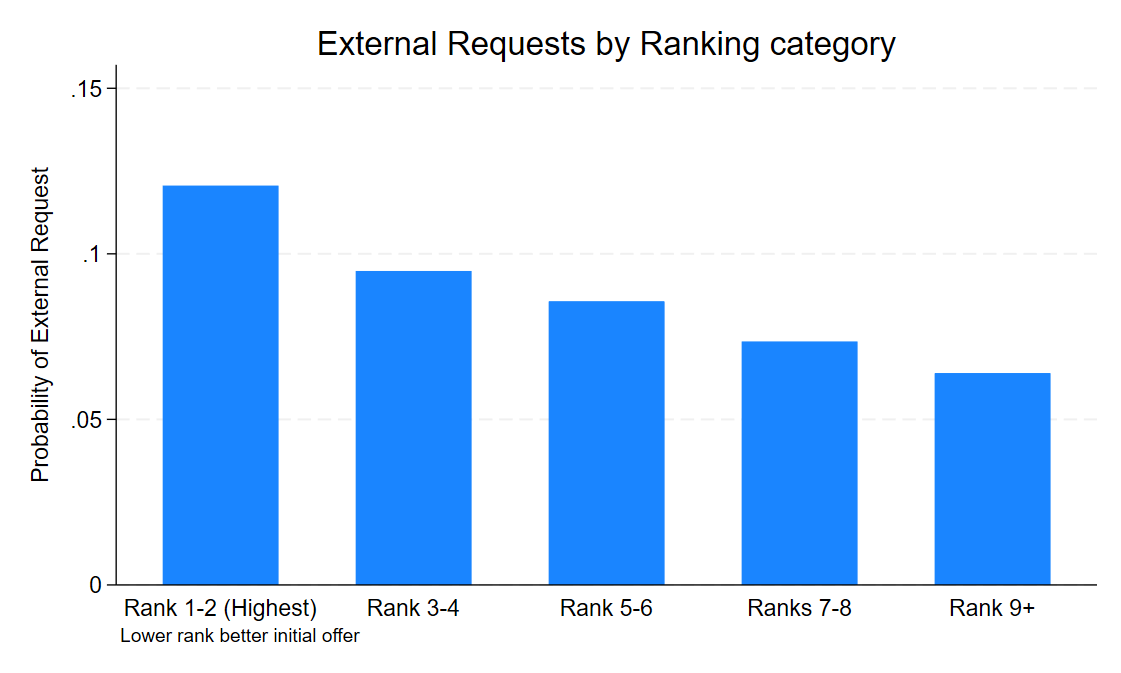 External Requests by Ranking category
Probability of External Request
.15
.1
.05
0
Rank 1-2 (Highest)
Rank 3-4
Rank 5-6
Ranks 7-8
Rank 9+
Lower rank better initial offer